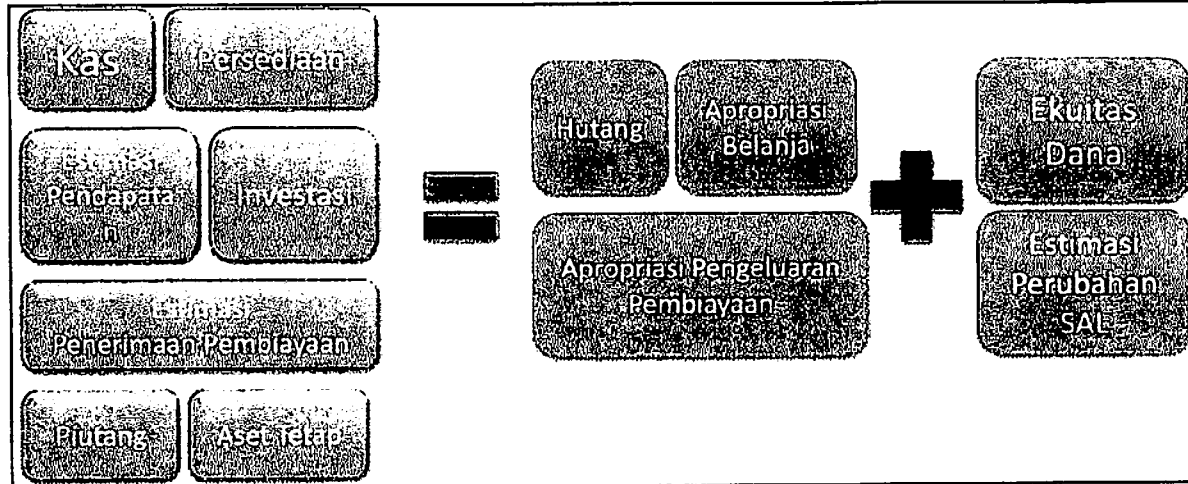 Kas
Persediaan
Estimasi
Pendapata
n
Investasi
Estimasi
Penerimaan Pembiayaan
Piutang
Aset Tetap
Hutang
Apropriasi
Belanja
Apropriasi Pengeluaran
Pembiayaan
Ekuitas
Dana
Estimasi
Perubahan
SAL